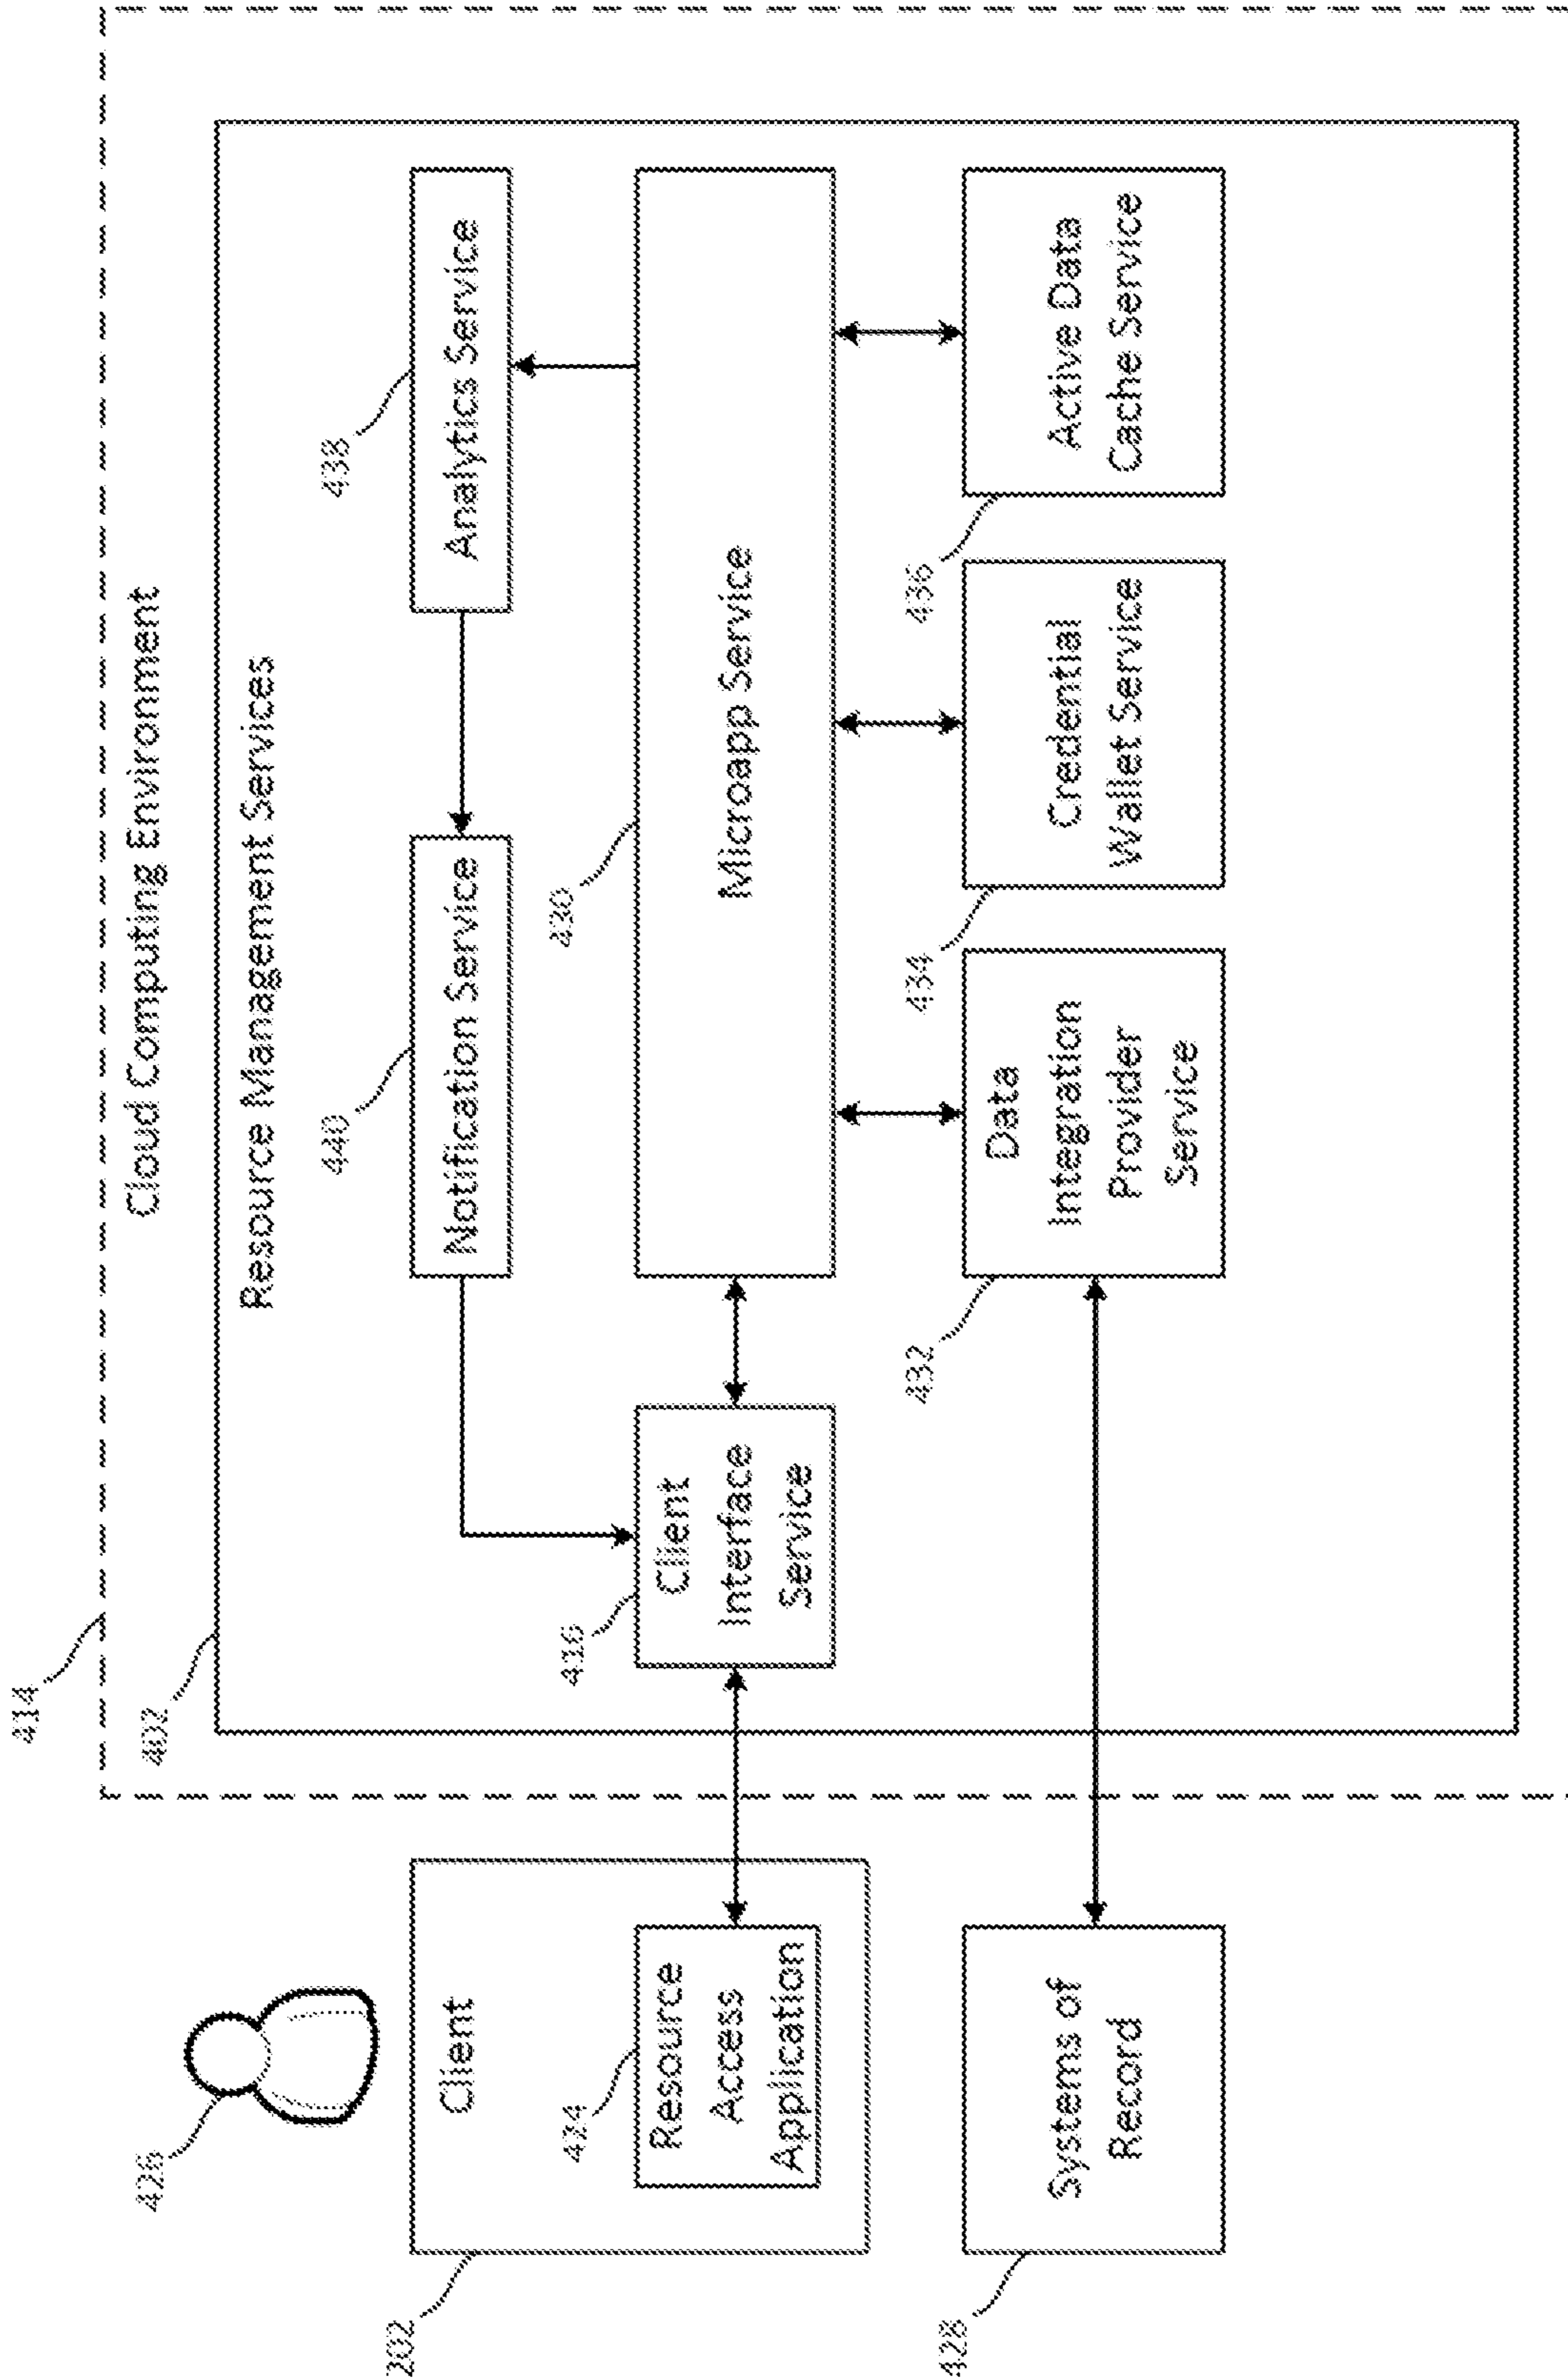 414
Cloud Computing Environment
402
Resource Management Services
426
202
Client
440
Notification Service
438
Analytics Service
424
Resource
Access
Application
416
Client
Interface
Service
430
Microapp Service
428
Systems of
Record
432
Data
Integration
Provider
Service
434
Credential
Wallet Service
436
Active Data
Cache Service